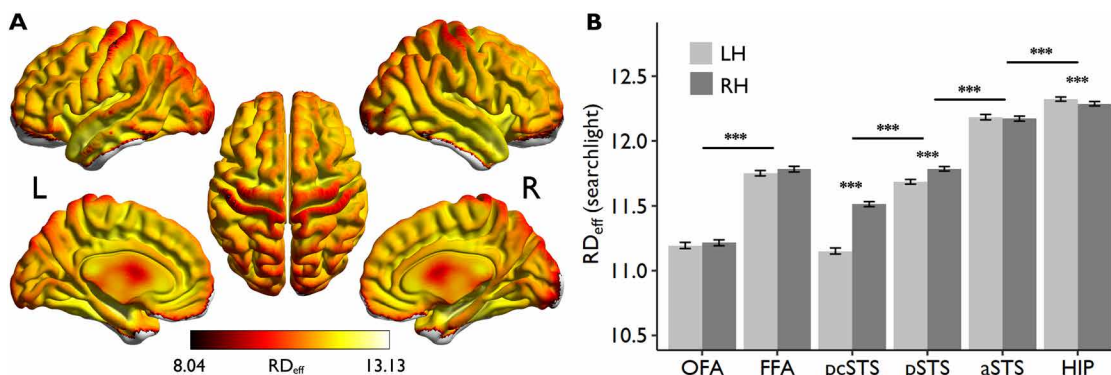 A
L
R
8.04 RDeff 13.13
B
RDeff (searchlight)
12.5
12.0
11.5
11.0
10.5
LH
RH
***
***
***
***
***
***
***
OFA FFA pcSTS pSTS aSTS HIP